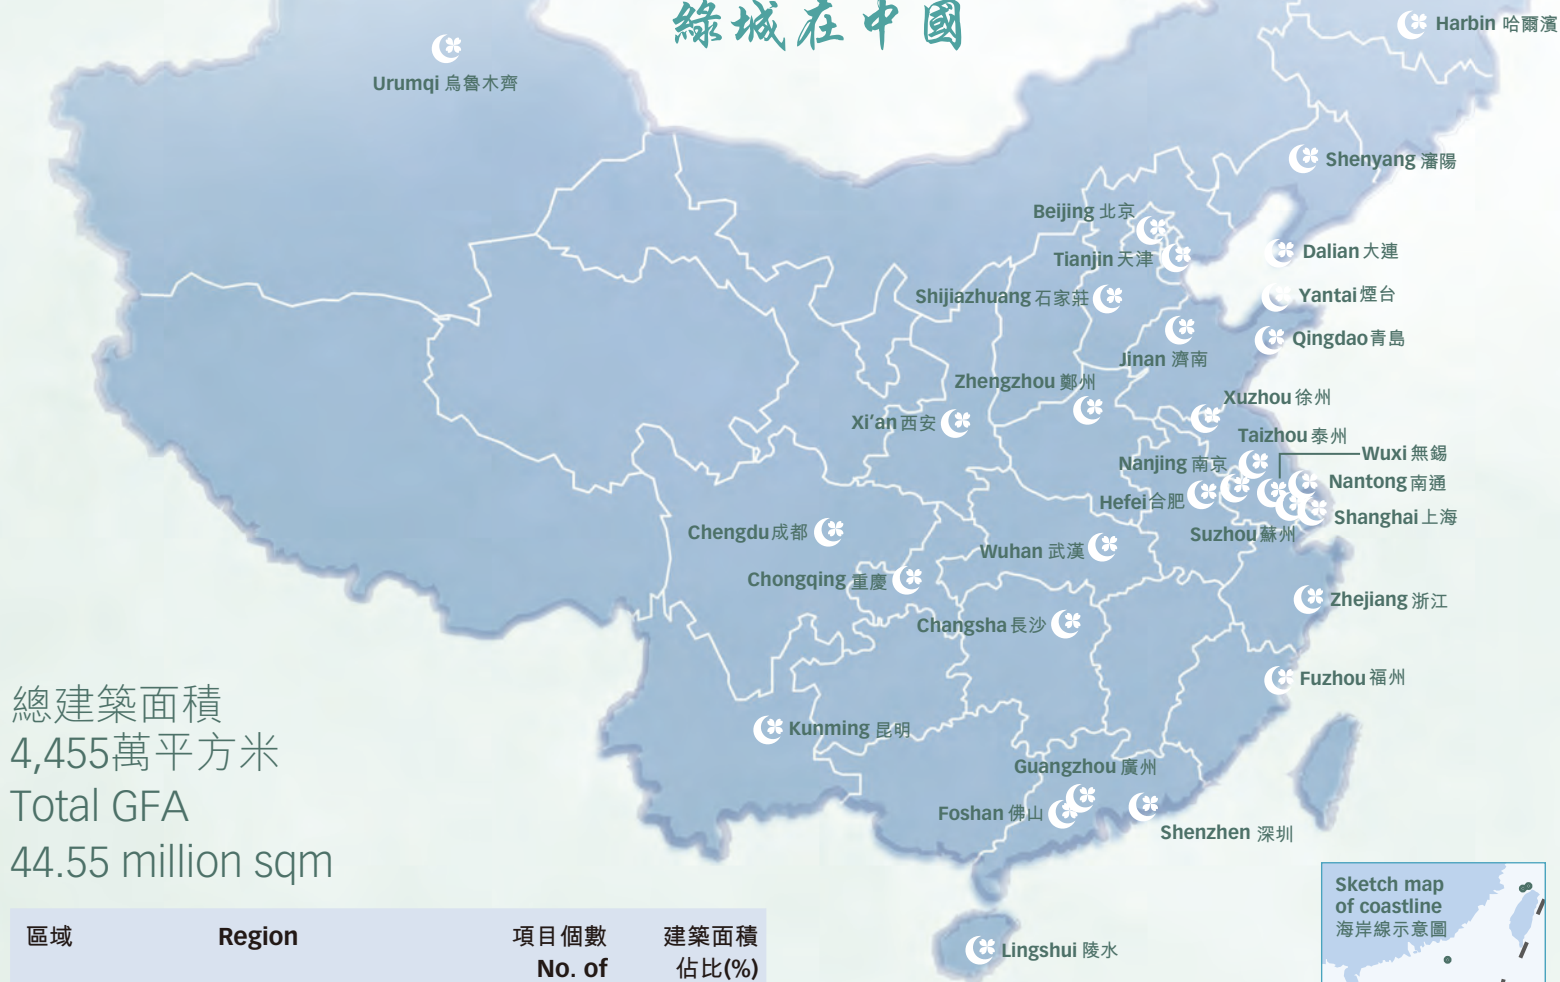 綠城在中國
Harbin 哈爾濱
Urumqi 烏魯木齊
Shenyang 瀋陽
Beijing 北京
Tianjin 天津
Dalian 大連
Shijiazhuang 石家莊
Yantai 煙台
Qingdao 青島
Jinan 濟南
Zhengzhou 鄭州
Xuzhou 徐州
Xi'an 西安
Taizhou 泰州
Wuxi 無錫
Nanjing 南京
Nantong 南通
Hefei 合肥
Shanghai 上海
Suzhou 蘇州
Chengdu 成都
Wuhan 武漢
Chongqing 重慶
Zhejiang 浙江
Changsha 長沙
Fuzhou 福州
Kunming 昆明
Guangzhou 廣州
Foshan 佛山
Shenzhen 深圳
Lingshui 陵水
總建築面積
4,455萬平方米
Total GFA
44.55 million sqm
區域 Region 項目個數 建築面積
No. of 佔比(%)
Sketch map
of coastline
海岸線示意圖